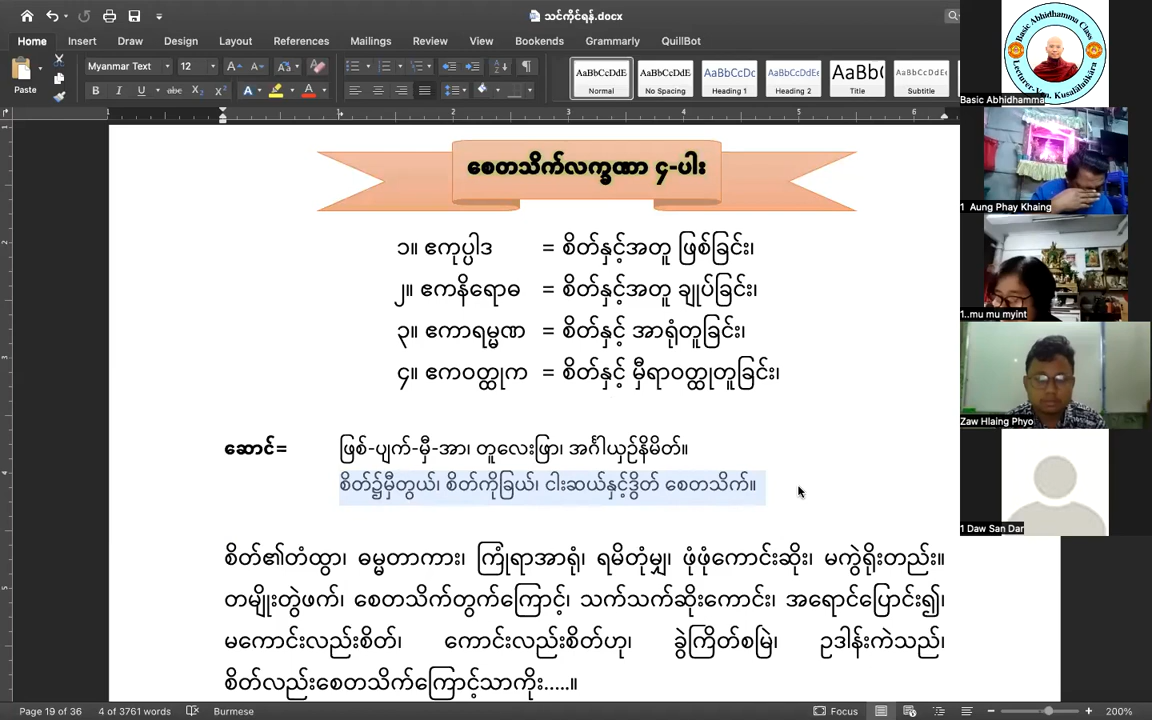 သင်ကိုင်ရန်.docx
Home Insert Draw Design Layout References Mailings Review View Bookends Grammarly QuillBot
Paste
Myanmar Text 12
AaBbCcDdE Normal
AaBbCcDdE No Spacing
AaBbCcDc Heading 1
AaBbCcDdE Heading 2
AaBb( Title
AaBbCcDdE Subtitle
Basic Abhidhamma Class
Lecturer-Ven. Kusalālaṅkāra
Basic Abhidhamma
1 Aung Phay Khaing
1..mu mu myint
Zaw Hlaing Phyo
1 Daw San Dar
စေတသိက်လက္ခဏာ ၄-ပါး
၁။ ဧကုပ္ပါဒ = စိတ်နှင့်အတူ ဖြစ်ခြင်း၊
၂။ ဧကနိရောဓ = စိတ်နှင့်အတူ ချုပ်ခြင်း၊
၃။ ဧကာရမ္မဏ = စိတ်နှင့် အာရုံတူခြင်း၊
၄။ ဧကဝတ္ထုက = စိတ်နှင့် မှီရာဝတ္ထုတူခြင်း၊
ဆောင်= ဖြစ်-ပျက်-မှီ-အာ၊ တူလေးဖြာ၊ အင်္ဂါယှဉ်နိမိတ်။
စိတ်၌မှီတွယ်၊ စိတ်ကိုခြယ်၊ ငါးဆယ်နှင့်ဒွိတ် စေတသိက်။
စိတ်၏တံထွာ၊ ဓမ္မတာကား၊ ကြုံရာအာရုံ၊ ရမိတုံမျှ၊ ဖုံဖုံကောင်းဆိုး၊ မကွဲရိုးတည်း။
တမျိုးတွဲဖက်၊ စေတသိက်တွက်ကြောင့်၊ သက်သက်ဆိုးကောင်း၊ အရောင်ပြောင်း၍၊
မကောင်းလည်းစိတ်၊ ကောင်းလည်းစိတ်ဟု၊ ခွဲကြိတ်စမြဲ၊ ဥဒါန်းကဲသည်၊
စိတ်လည်းစေတသိက်ကြောင့်သာကိုး.....။
Page 19 of 36 4 of 3761 words Burmese Focus 200%